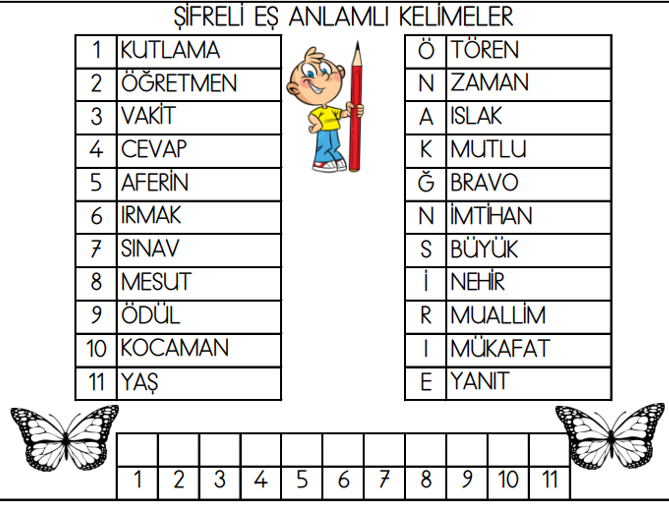 ŞİFRELİ EŞ ANLAMLI KELİMELER
1 KUTLAMA Ö TÖREN
2 ÖĞRETMEN N ZAMAN
3 VAKİT A ISLAK
4 CEVAP K MUTLU
5 AFERİN Ğ BRAVO
6 IRMAK N İMTİHAN
7 SINAV S BÜYÜK
8 MESUT İ NEHİR
9 ÖDÜL R MUALLİM
10 KOCAMAN I MÜKAFAT
11 YAŞ E YANIT
1 2 3 4 5 6 7 8 9 10 11